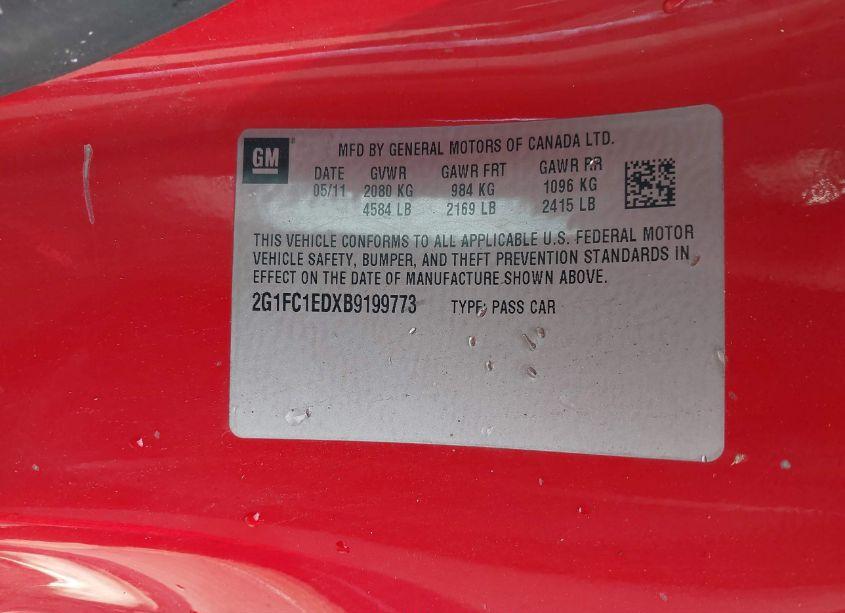 GM
MFD BY GENERAL MOTORS OF CANADA LTD.
DATE GVWR GAWR FRT GAWR RR
05/11 2080 KG 984 KG 1096 KG
4584 LB 2169 LB 2415 LB
THIS VEHICLE CONFORMS TO ALL APPLICABLE U.S. FEDERAL MOTOR
VEHICLE SAFETY, BUMPER, AND THEFT PREVENTION STANDARDS IN
EFFECT ON THE DATE OF MANUFACTURE SHOWN ABOVE.
2G1FC1EDXB9199773 TYPE: PASS CAR